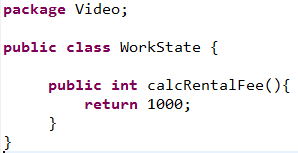 package Video;
public class WorkState {
public int calcRentalFee(){
return 1000;
}
}